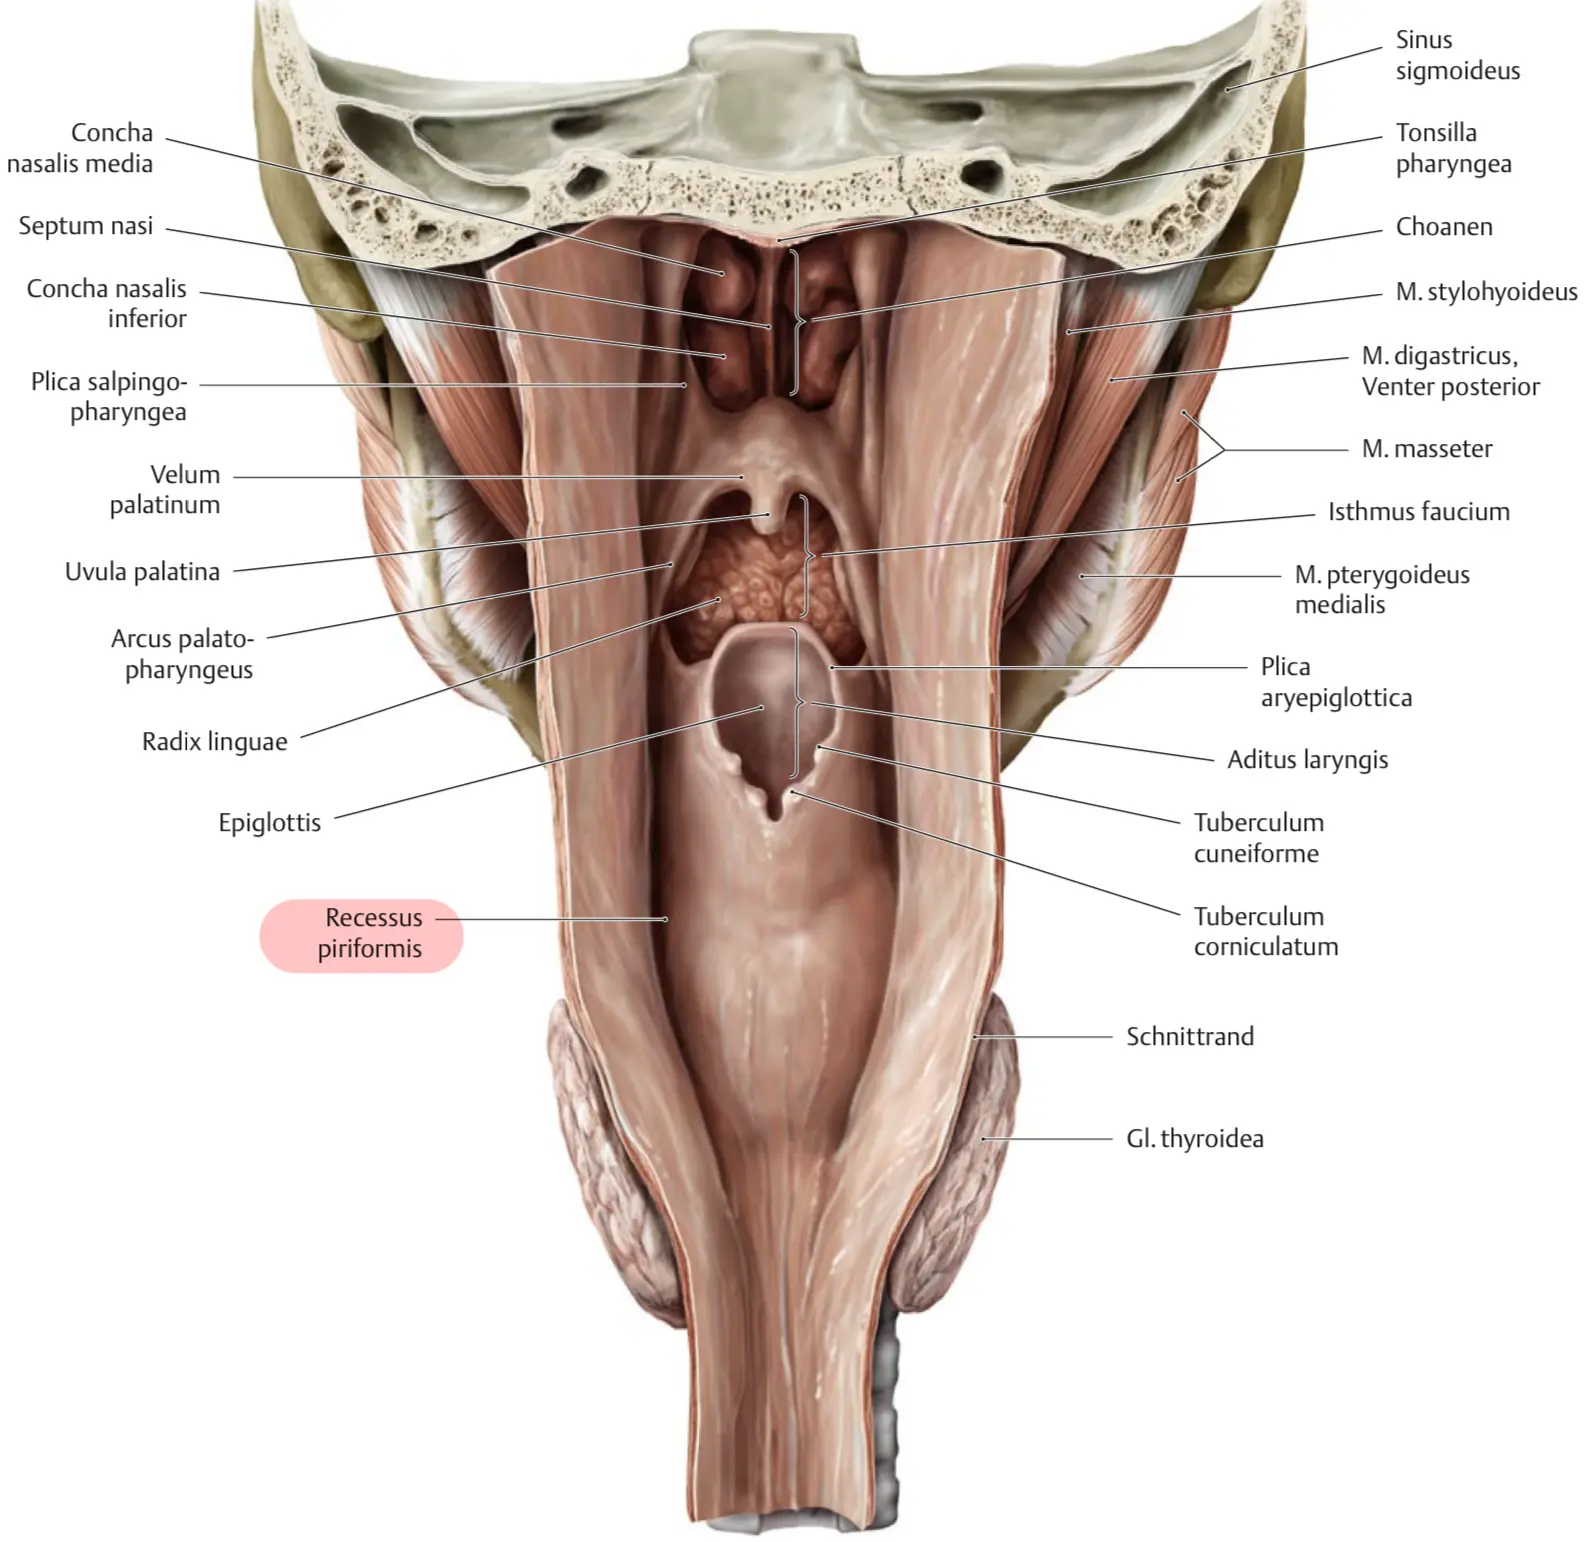 Concha
nasalis media
Septum nasi
Concha nasalis
inferior
Plica salpingo-
pharyngea
Velum
palatinum
Uvula palatina
Arcus palato-
pharyngeus
Radix linguae
Epiglottis
Recessus
piriformis
Sinus
sigmoideus
Tonsilla
pharyngea
Choanen
M. stylohyoideus
M. digastricus,
Venter posterior
M. masseter
Isthmus faucium
M. pterygoideus
medialis
Plica
aryepiglottica
Aditus laryngis
Tuberculum
cuneiforme
Tuberculum
corniculatum
Schnittrand
Gl. thyroidea